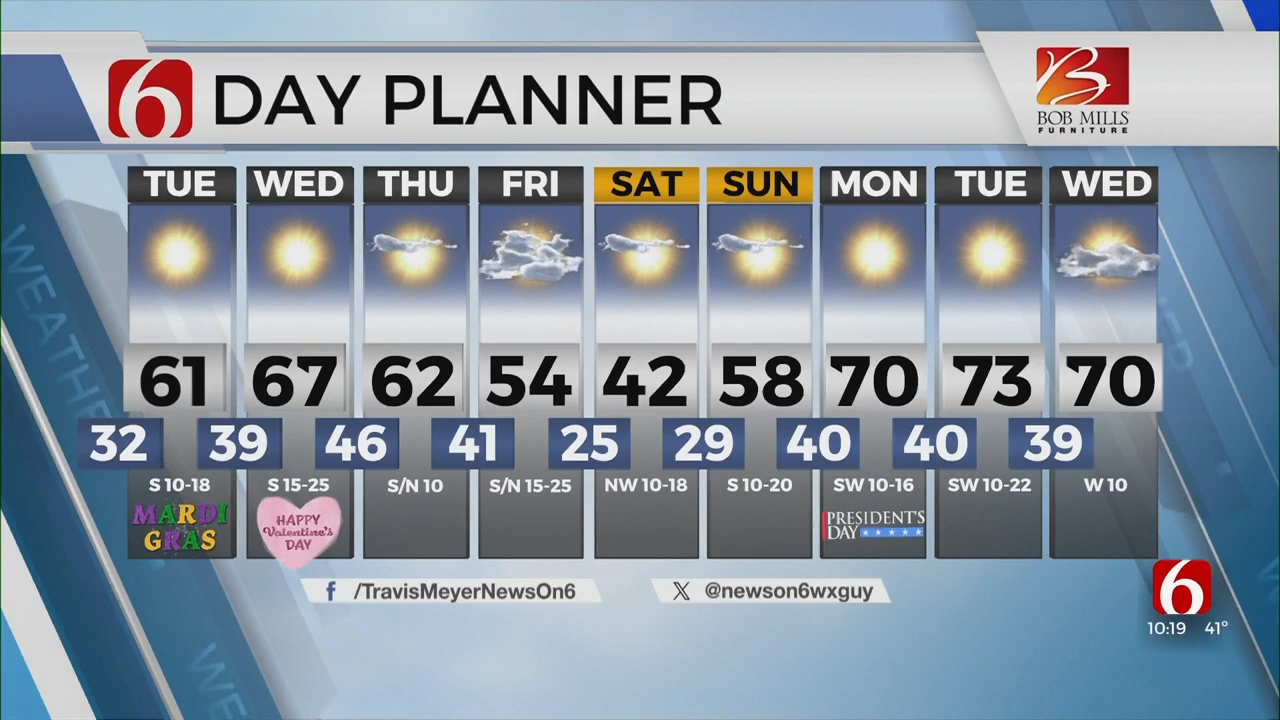 6 DAY PLANNER
B
BOB MILLS
FURNITURE
TUE WED THU FRI SAT SUN MON TUE WED
61 67 62 54 42 58 70 73 70
32 39 46 41 25 29 40 40 39
S 10-18 S 15-25 S/N 10 S/N 15-25 NW 10-18 S 10-20 SW 10-16 SW 10-22 W 10
MARDI GRAS
HAPPY Valentine's DAY
PRESIDENT'S DAY
f /TravisMeyerNewsOn6 X @newson6wxguy
6
10:19 41°
WEATHE
WE